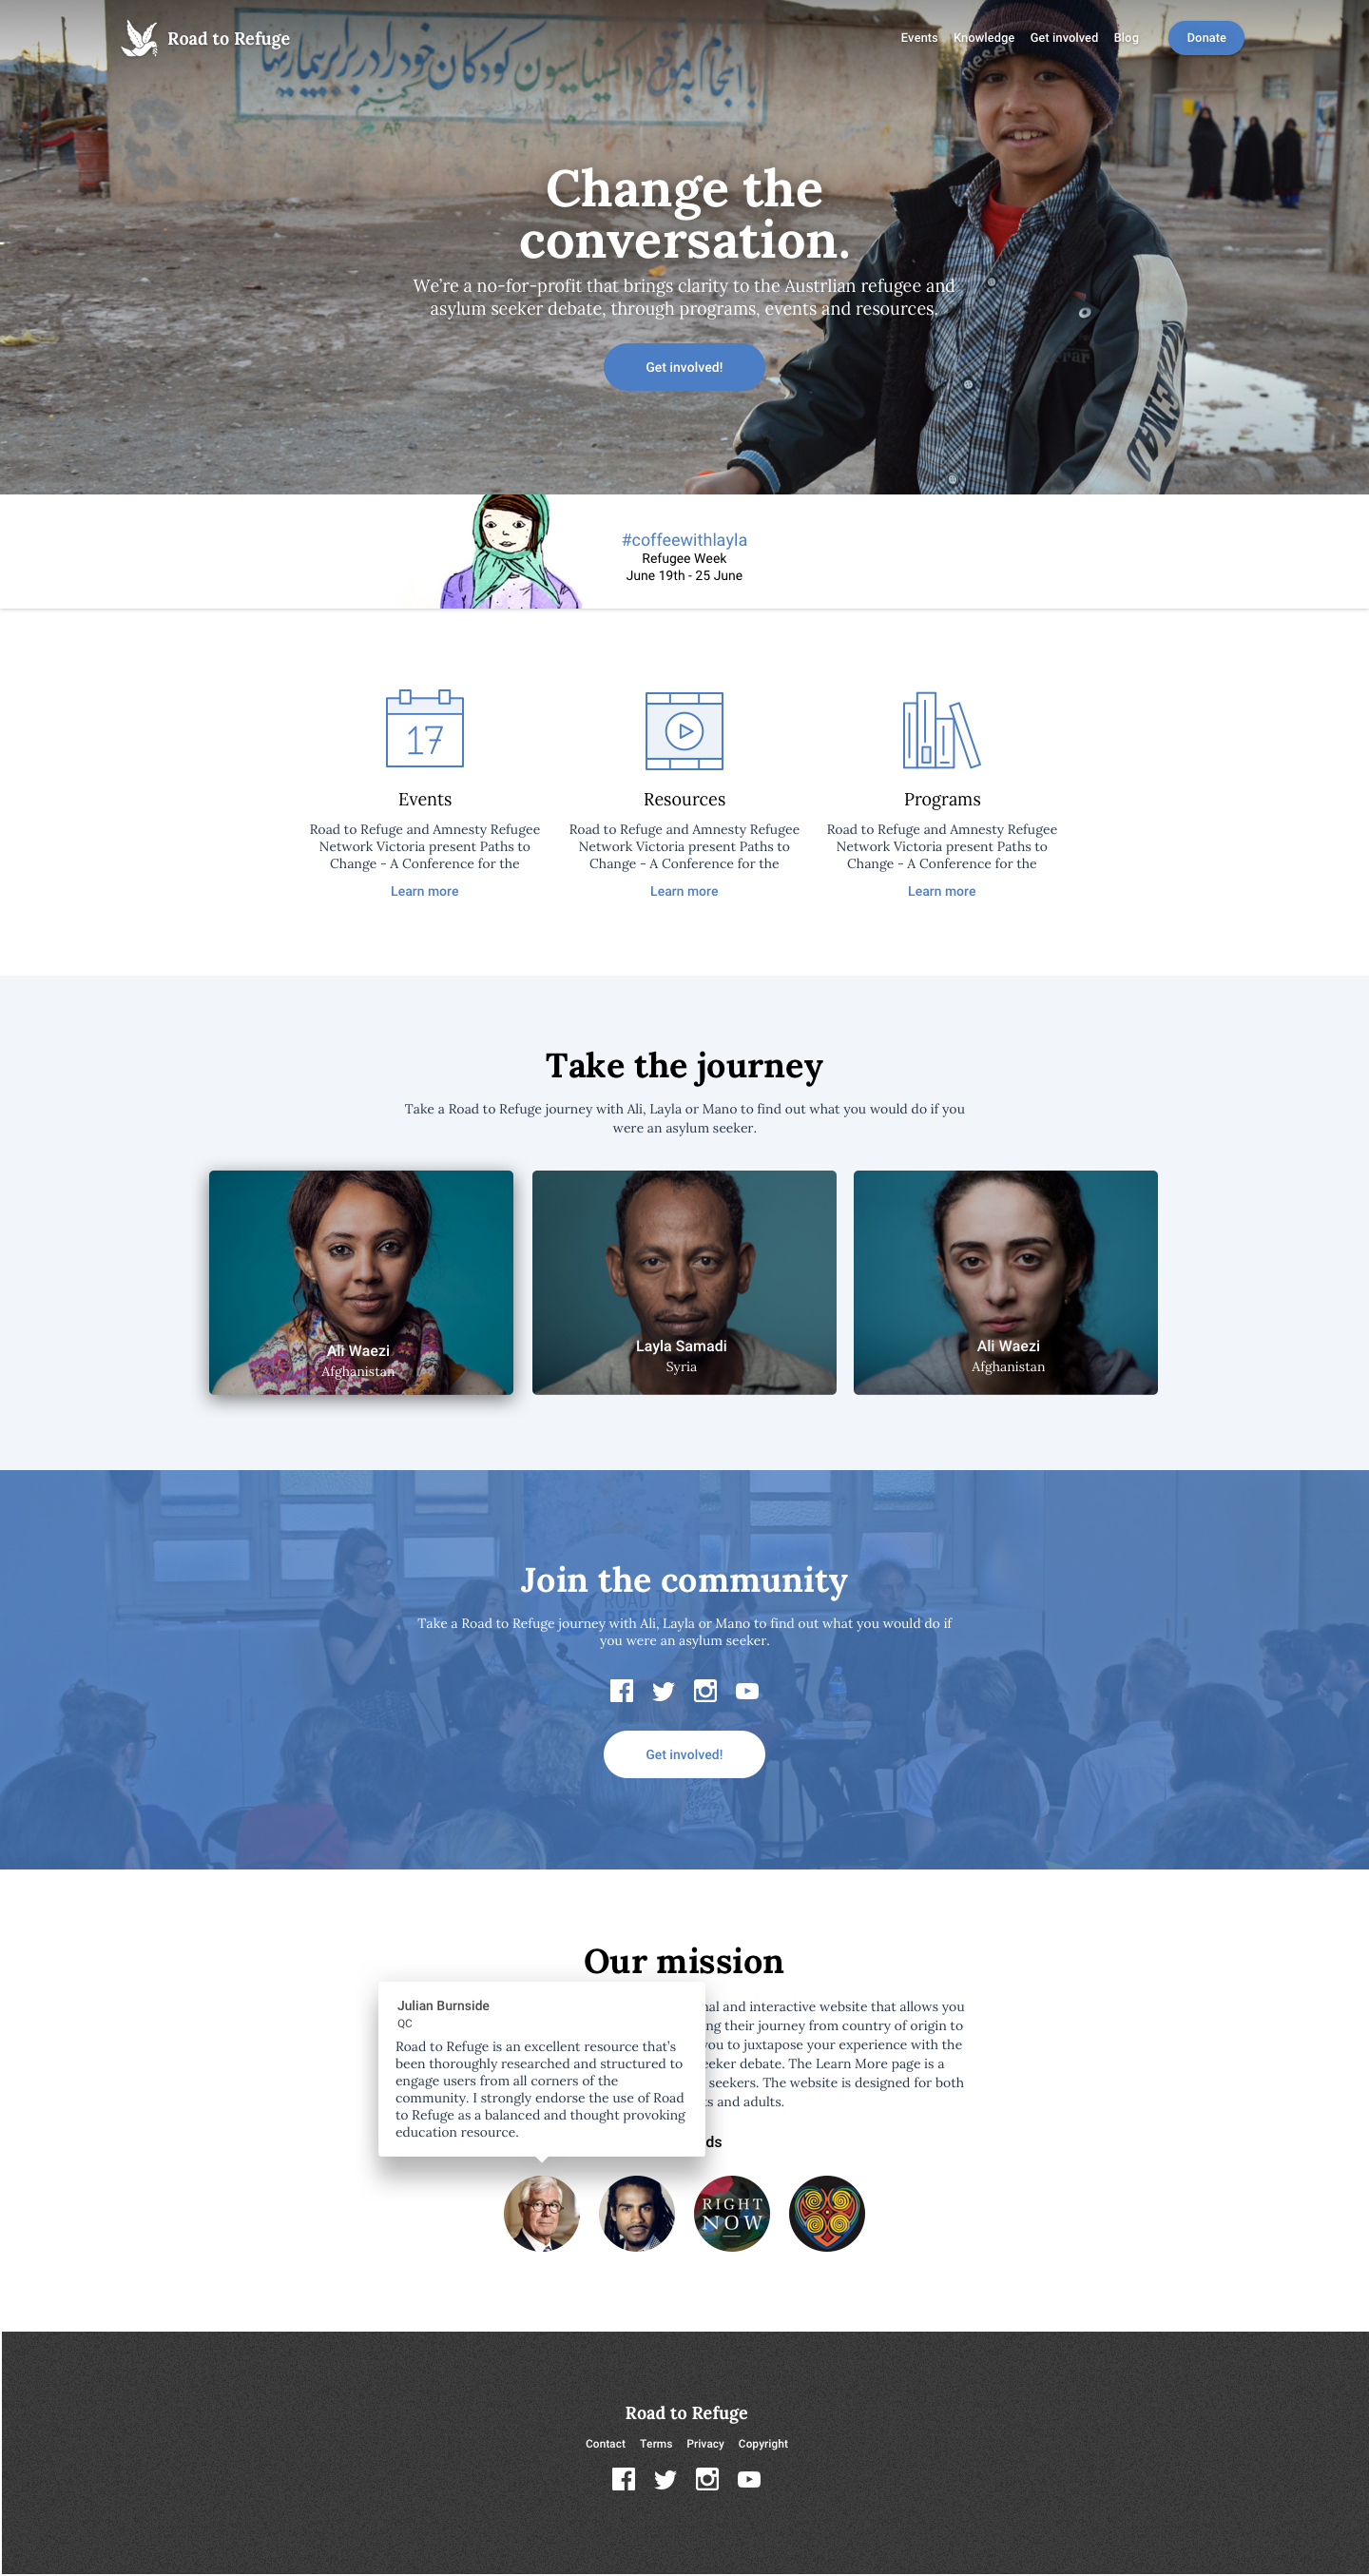 Road to Refuge
Events Knowledge Get involved Blog Donate
Diesel
Change the
conversation.
We're a no-for-profit that brings clarity to the Austrlian refugee and
asylum seeker debate, through programs, events and resources.
Get involved!
#coffeewithlayla
Refugee Week
June 19th - 25 June
17
Events
Road to Refuge and Amnesty Refugee
Network Victoria present Paths to
Change - A Conference for the
Learn more
Resources
Road to Refuge and Amnesty Refugee
Network Victoria present Paths to
Change - A Conference for the
Learn more
Programs
Road to Refuge and Amnesty Refugee
Network Victoria present Paths to
Change - A Conference for the
Learn more
Take the journey
Take a Road to Refuge journey with Ali, Layla or Mano to find out what you would do if you
were an asylum seeker.
Ali Waezi
Afghanistan
Layla Samadi
Syria
Ali Waezi
Afghanistan
Join the community
ROAD TO
Take a Road to Refuge journey with Ali, Layla or Mano to find out what you would do if
you were an asylum seeker.
Get involved!
Our mission
and interactive website that allows you
their journey from country of origin to
you to juxtapose your experience with the
debate. The Learn More page is a
seekers. The website is designed for both
and adults.
Julian Burnside
QC
Road to Refuge is an excellent resource that's
been thoroughly researched and structured to
engage users from all corners of the
community. I strongly endorse the use of Road
to Refuge as a balanced and thought provoking
education resource.
RIGHT
NOW
Road to Refuge
Contact Terms Privacy Copyright